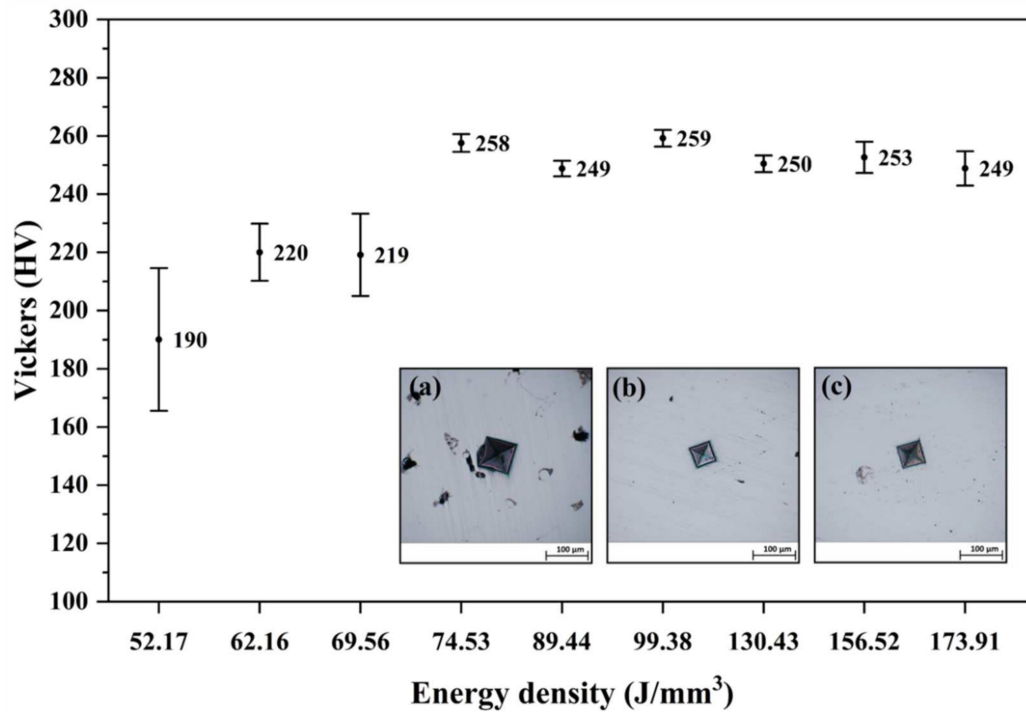 300
280
260
240
220
200
180
160
140
120
100
Vickers (HV)
190
220
219
258
249
259
250
253
249
(a)
(b)
(c)
100 μm
100 μm
100 μm
52.17 62.16 69.56 74.53 89.44 99.38 130.43 156.52 173.91
Energy density (J/mm³)